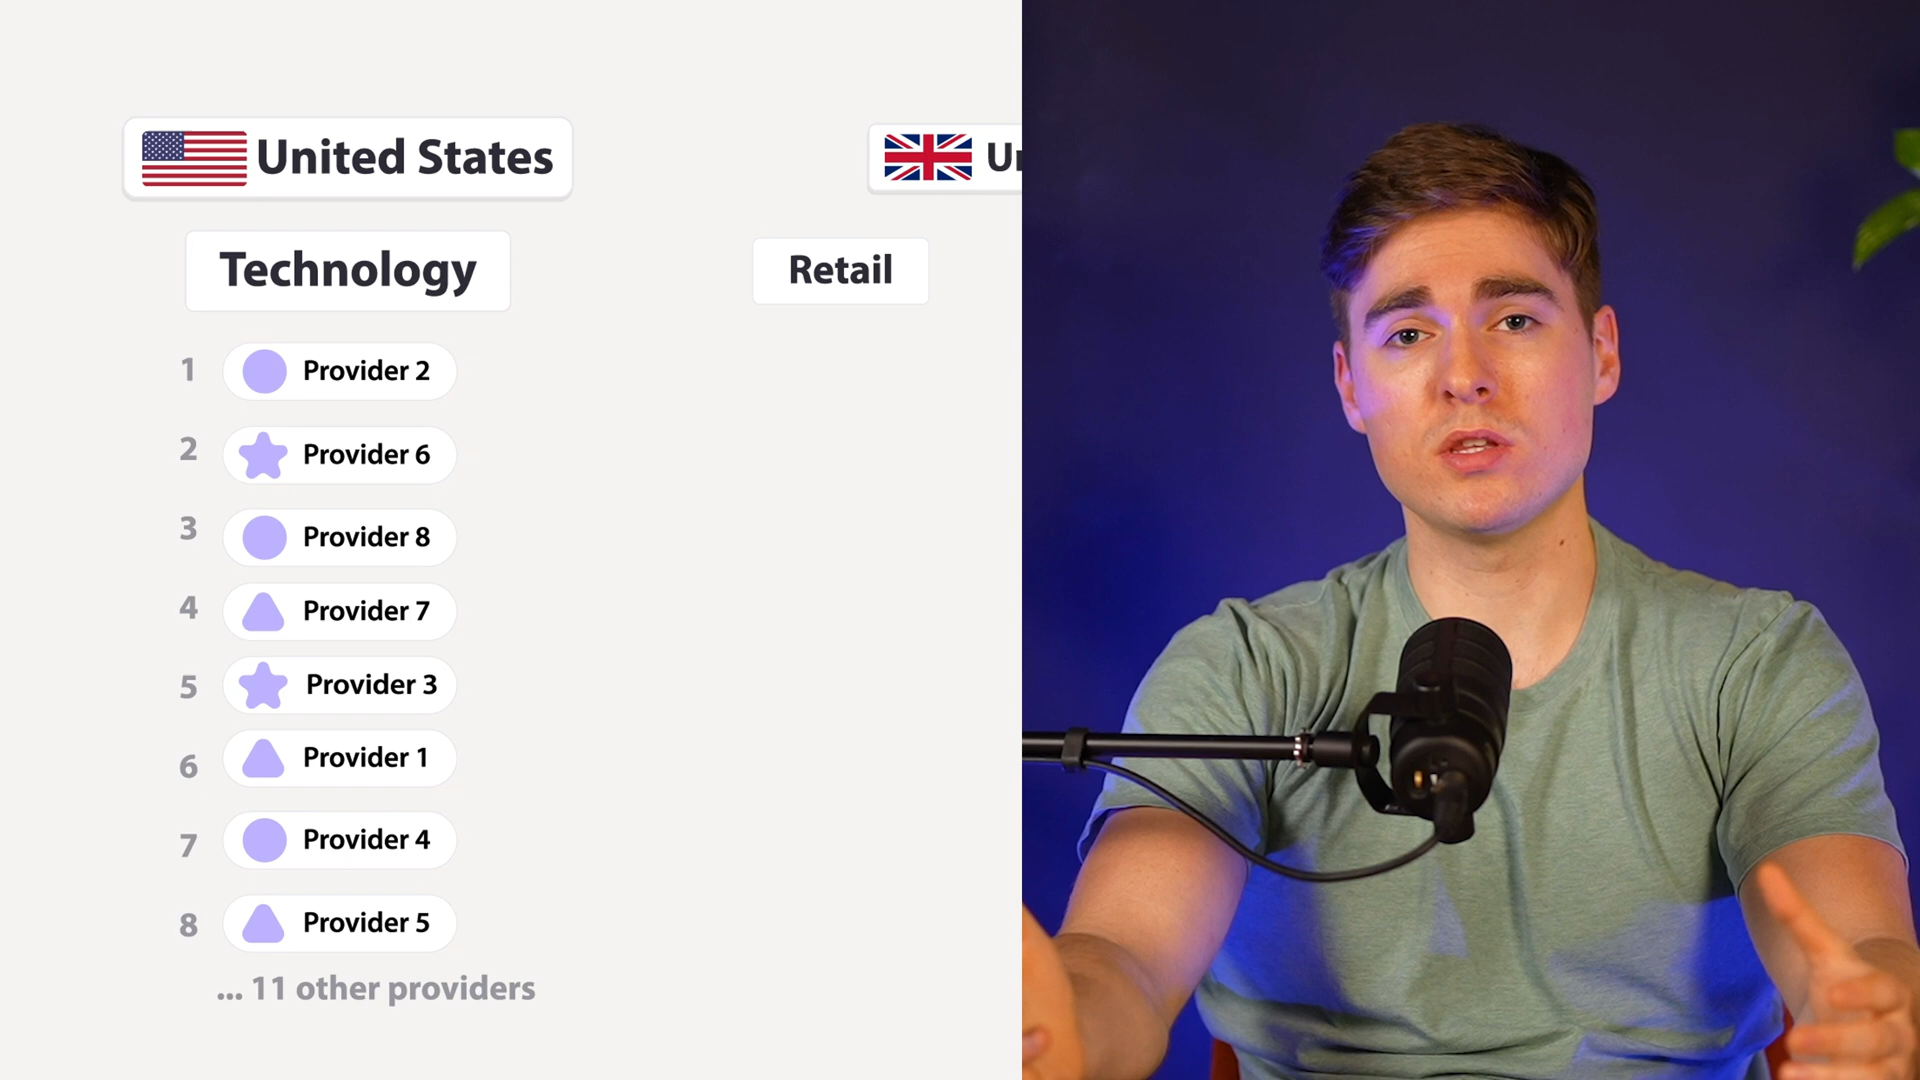 United States
Technology
Retail
1 Provider 2
2 Provider 6
3 Provider 8
4 Provider 7
5 Provider 3
6 Provider 1
7 Provider 4
8 Provider 5
... 11 other providers